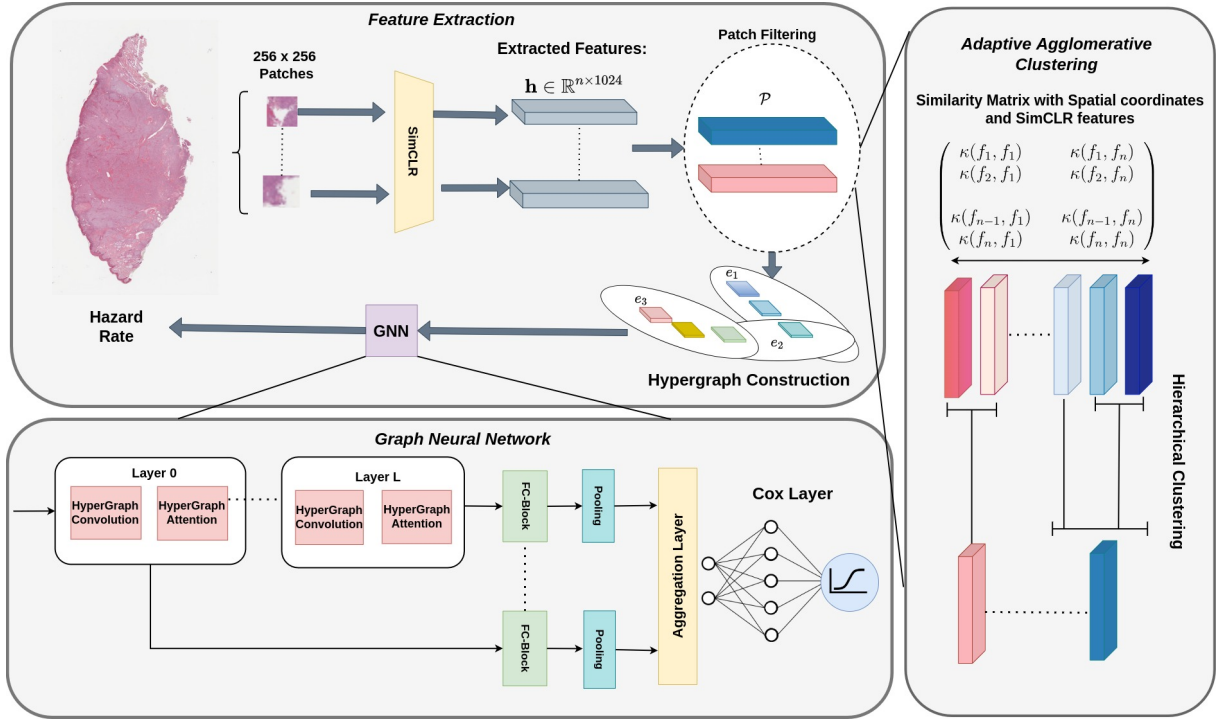 Feature Extraction
256 x 256
Patches
SimCLR
Extracted Features:
𝐡 ∈ ℝ^{n×1024}
Patch Filtering
𝒫
e₁
e₂
e₃
Hypergraph Construction
GNN
Hazard
Rate
Graph Neural Network
Layer 0
HyperGraph
Convolution
HyperGraph
Attention
Layer L
HyperGraph
Convolution
HyperGraph
Attention
FC-Block
Pooling
FC-Block
Pooling
Aggregation Layer
Cox Layer
Adaptive Agglomerative
Clustering
Similarity Matrix with Spatial coordinates
and SimCLR features
κ(f₁, f₁) κ(f₁, fₙ)
κ(f₂, f₁) κ(f₂, fₙ)
κ(fₙ₋₁, f₁) κ(fₙ₋₁, fₙ)
κ(fₙ, f₁) κ(fₙ, fₙ)
Hierarchical Clustering